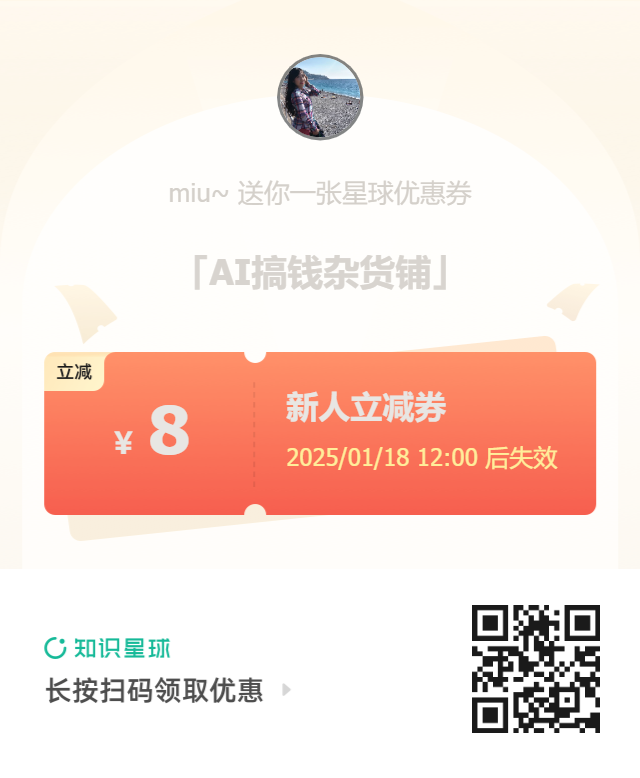 miu~ 送你一张星球优惠券
「AI搞钱杂货铺」
立减
¥ 8
新人立减券
2025/01/18 12:00 后失效
知识星球
长按扫码领取优惠